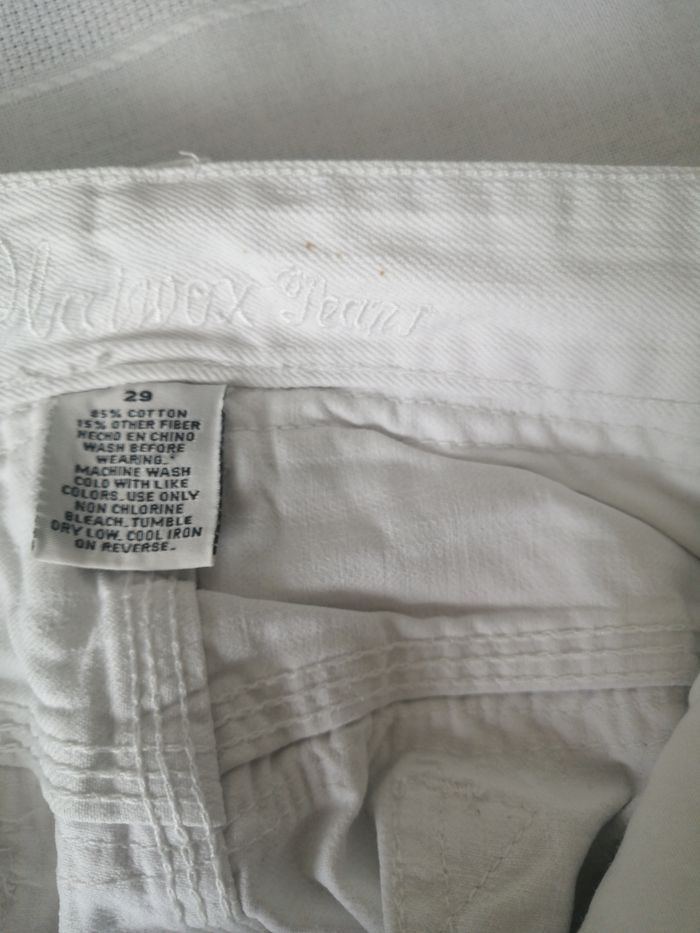 Jeans
29
85% COTTON
15% OTHER FIBER
HECHO EN CHINO
WASH BEFORE
WEARING.
MACHINE WASH
COLD WITH LIKE
COLORS. USE ONLY
NON CHLORINE
BLEACH. TUMBLE
DRY LOW. COOL IRON
ON REVERSE.